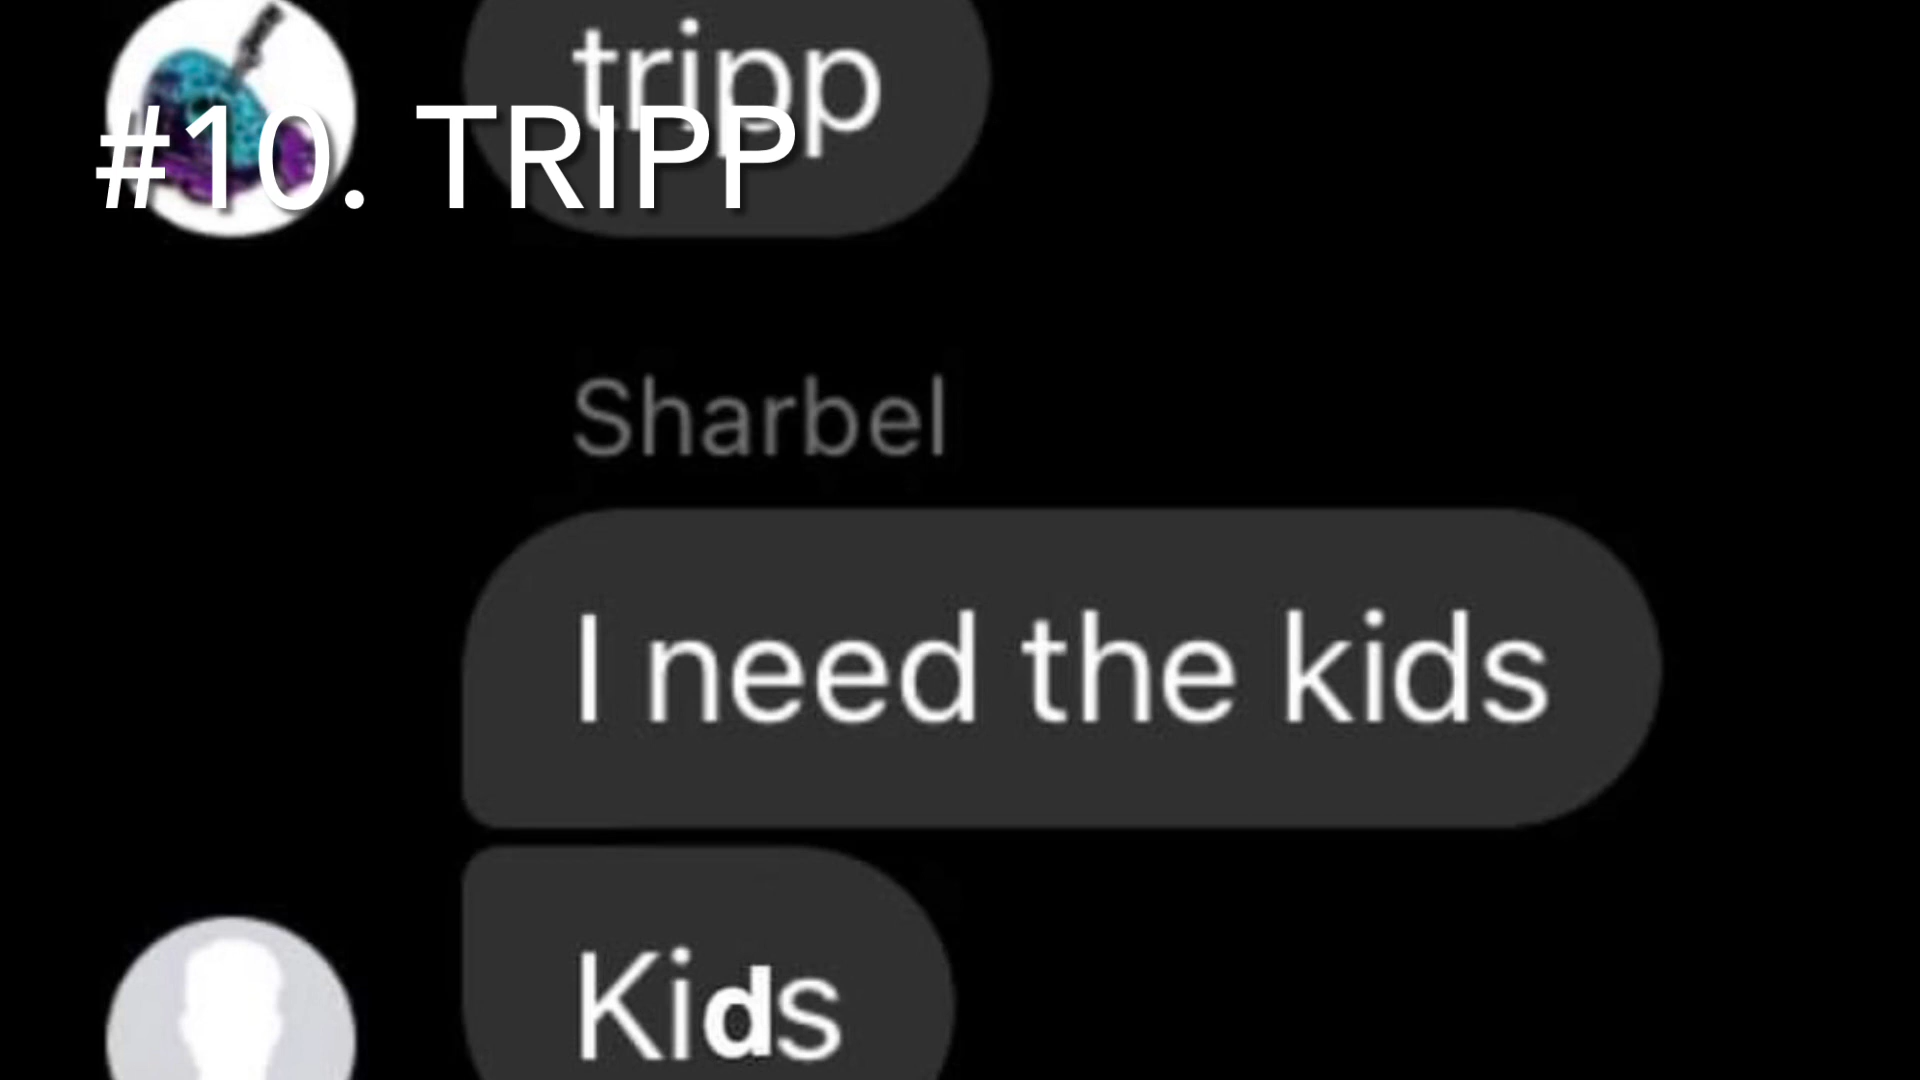 tripp
#10. TRIPP
Sharbel
I need the kids
Kids